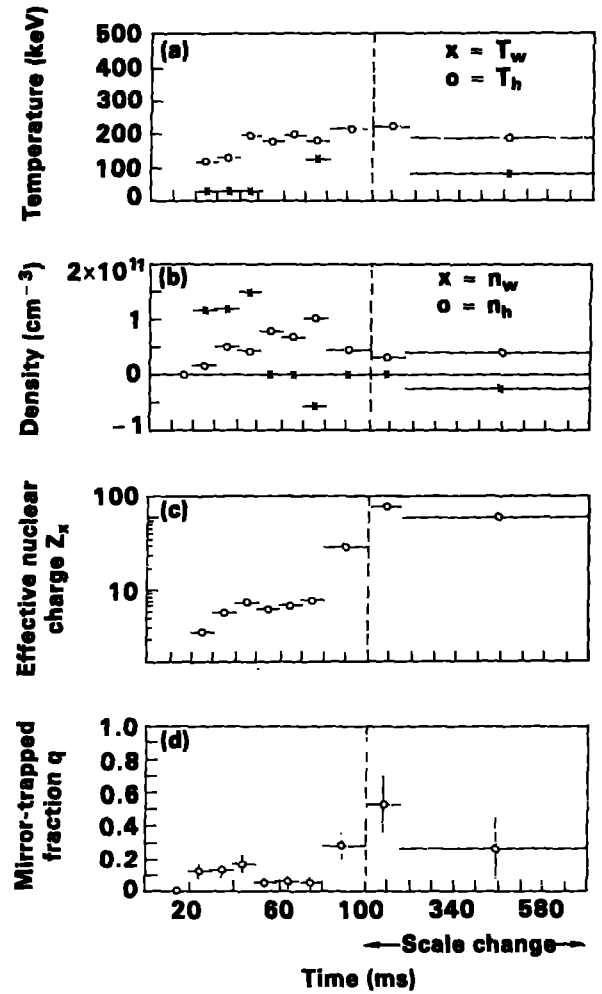 Temperature (keV)
500
400
300
200
100
0
(a)
x = T_w
o = T_h
Density (cm⁻³)
2×10¹¹
1
0
−1
(b)
x = n_w
o = n_h
Effective nuclear
charge Z_x
100
10
(c)
Mirror-trapped
fraction q
1.0
0.8
0.6
0.4
0.2
0
(d)
20 60 100 340 580
Scale change
Time (ms)